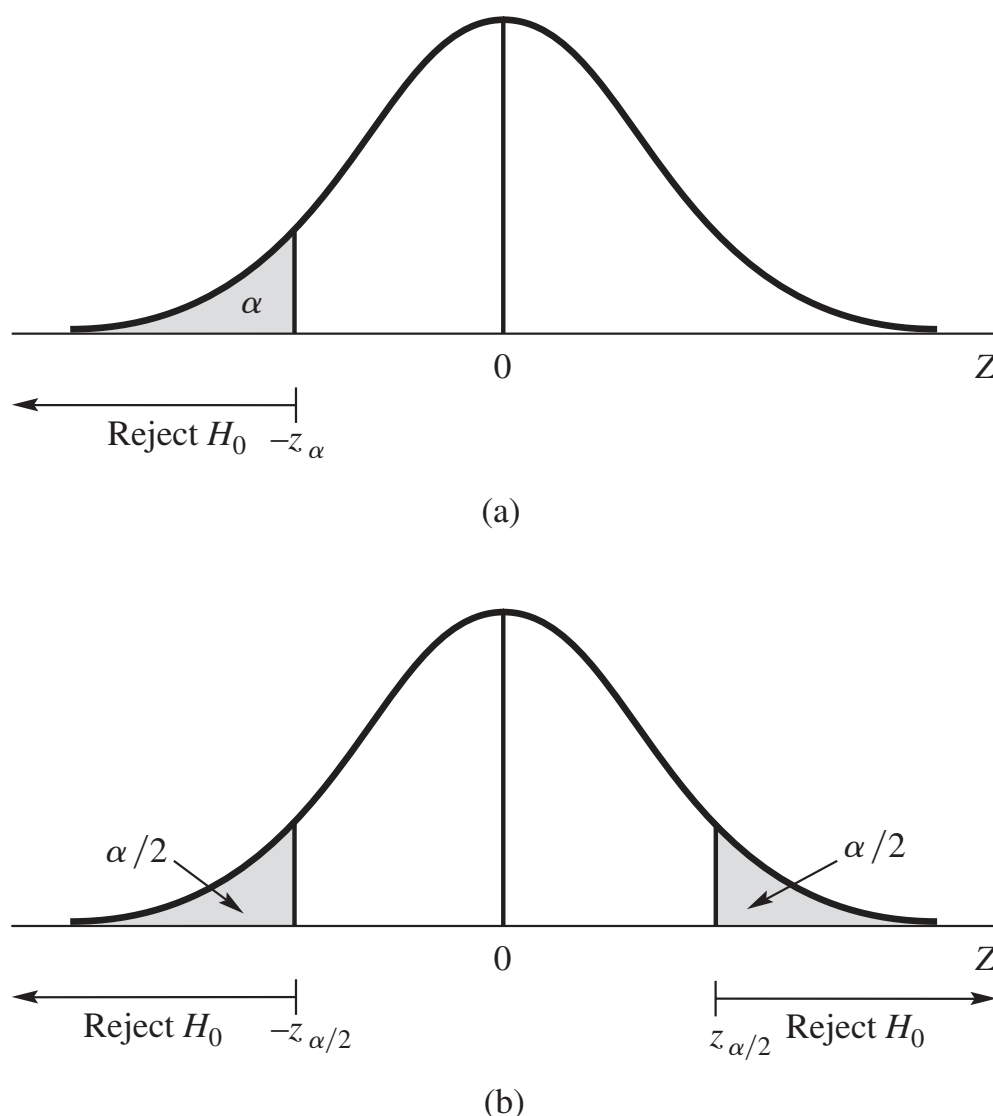 α
0 Z
Reject H₀ −z_α
(a)
α/2 α/2
0 Z
Reject H₀ −z_α/2 z_α/2 Reject H₀
(b)